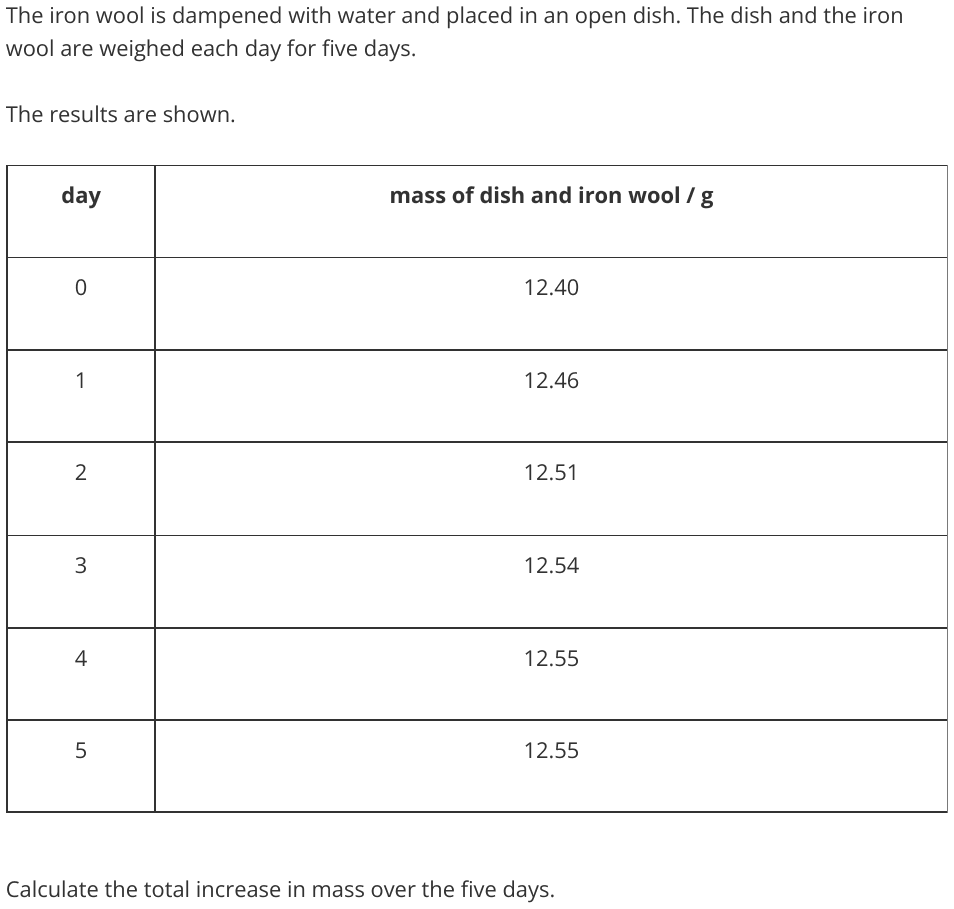 The iron wool is dampened with water and placed in an open dish. The dish and the iron
wool are weighed each day for five days.
The results are shown.
day mass of dish and iron wool / g
0 12.40
1 12.46
2 12.51
3 12.54
4 12.55
5 12.55
Calculate the total increase in mass over the five days.